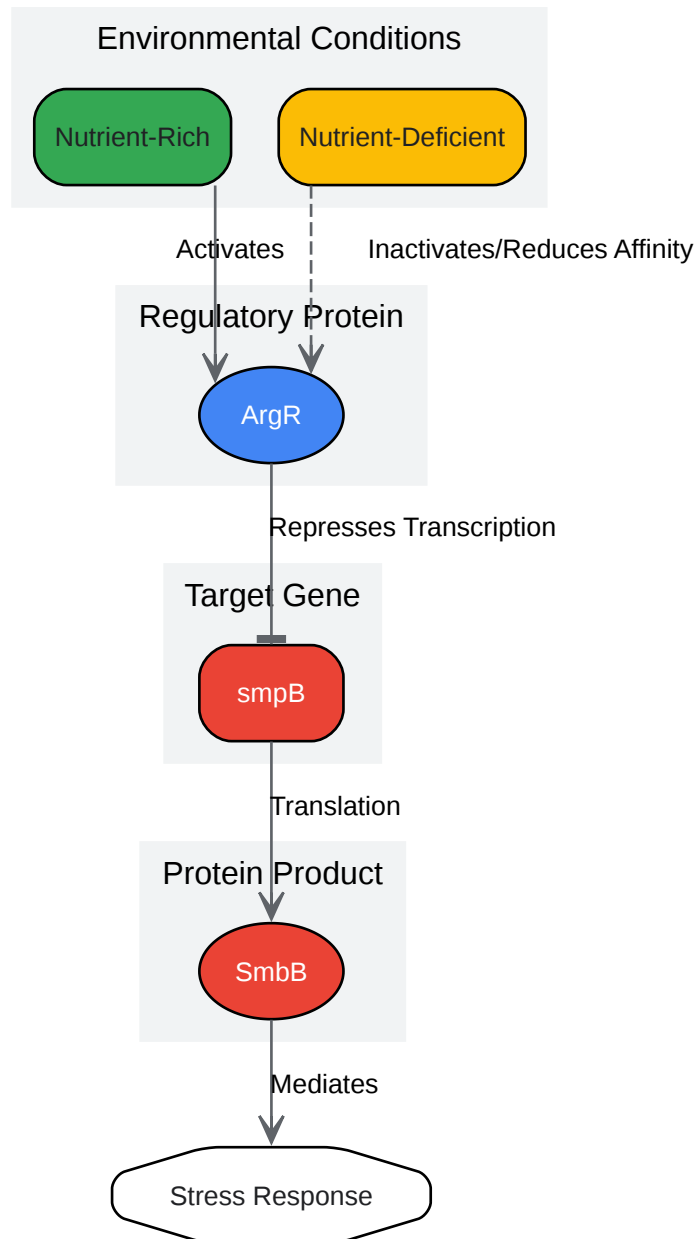 Environmental Conditions
Nutrient-Rich
Nutrient-Deficient
Activates
Inactivates/Reduces Affinity
Regulatory Protein
ArgR
Represses Transcription
Target Gene
smpB
Translation
Protein Product
SmbB
Mediates
Stress Response